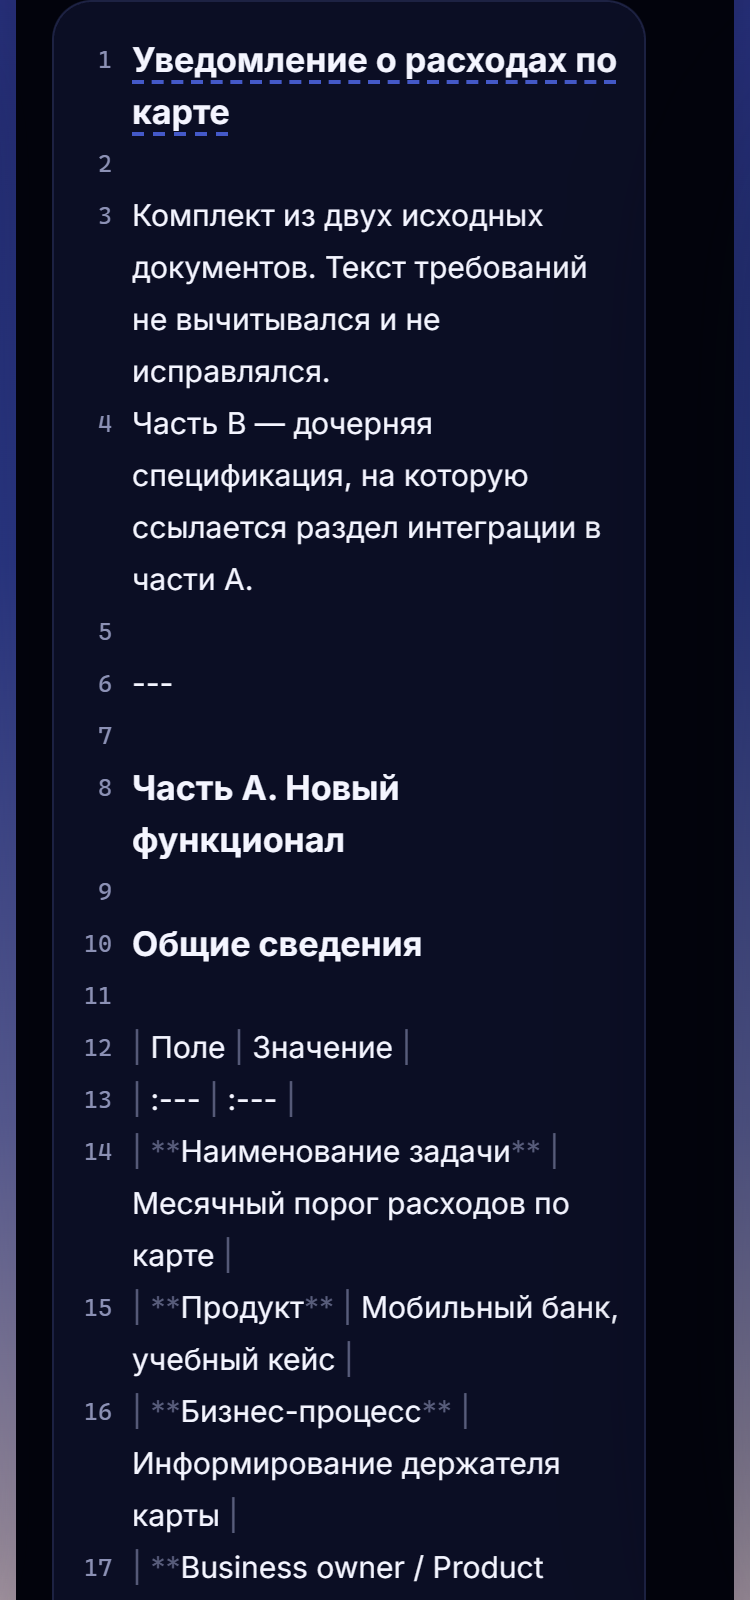 1 Уведомление о расходах по
карте
2
3 Комплект из двух исходных
документов. Текст требований
не вычитывался и не
исправлялся.
4 Часть B — дочерняя
спецификация, на которую
ссылается раздел интеграции в
части A.
5
6 ---
7
8 Часть A. Новый
функционал
9
10 Общие сведения
11
12 | Поле | Значение |
13 | :--- | :--- |
14 | **Наименование задачи** |
Месячный порог расходов по
карте |
15 | **Продукт** | Мобильный банк,
учебный кейс |
16 | **Бизнес-процесс** |
Информирование держателя
карты |
17 | **Business owner / Product